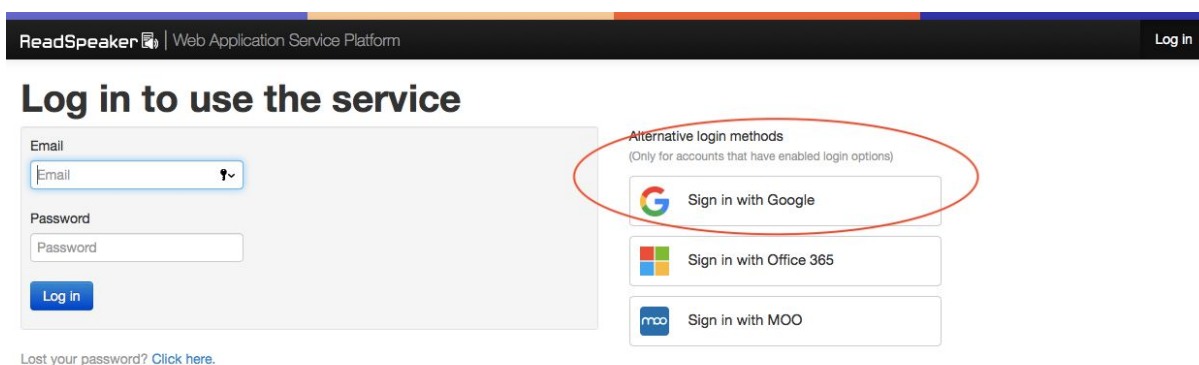 ReadSpeaker | Web Application Service Platform
Log in
Log in to use the service
Email
Email
Password
Password
Log in
Lost your password? Click here.
Alternative login methods
(Only for accounts that have enabled login options)
Sign in with Google
Sign in with Office 365
moo Sign in with MOO